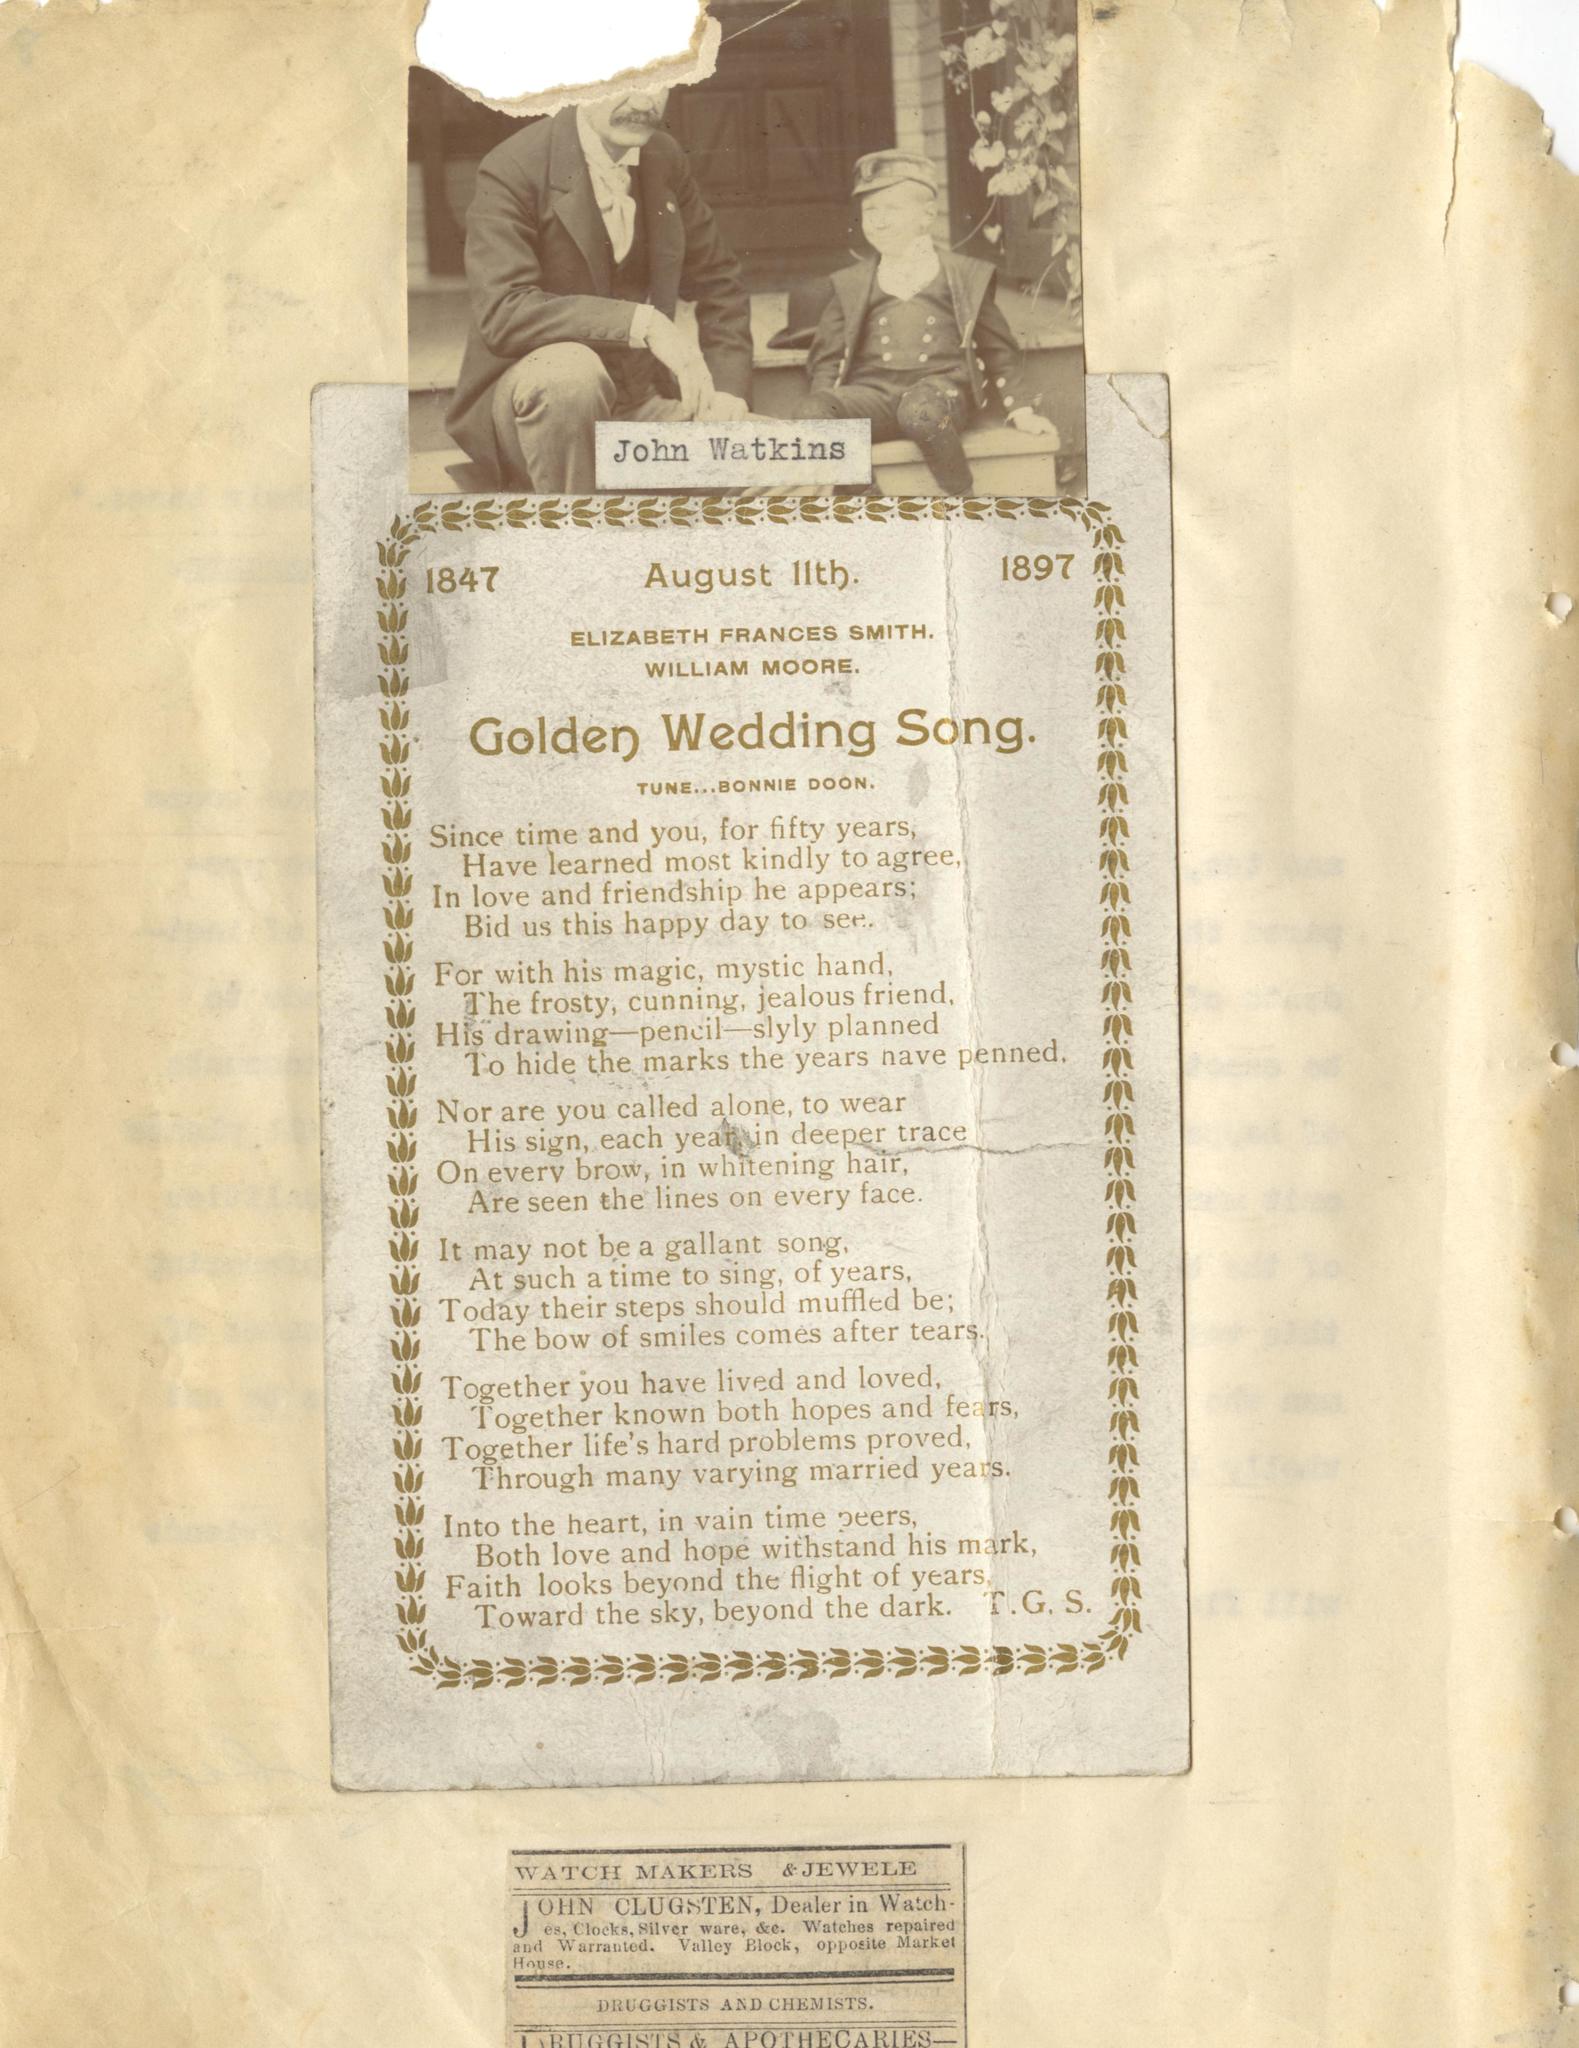 John Watkins
1847 August 11th. 1897
ELIZABETH FRANCES SMITH.
WILLIAM MOORE.
Golden Wedding Song.
TUNE...BONNIE DOON.
Since time and you, for fifty years,
Have learned most kindly to agree,
In love and friendship he appears;
Bid us this happy day to see.
For with his magic, mystic hand,
The frosty, cunning, jealous friend,
His drawing—pencil—slyly planned
To hide the marks the years have penned.
Nor are you called alone, to wear
His sign, each year, in deeper trace
On every brow, in whitening hair,
Are seen the lines on every face.
It may not be a gallant song,
At such a time to sing, of years,
Today their steps should muffled be;
The bow of smiles comes after tears.
Together you have lived and loved,
Together known both hopes and fears,
Together life's hard problems proved,
Through many varying married years.
Into the heart, in vain time peers,
Both love and hope withstand his mark,
Faith looks beyond the flight of years,
Toward the sky, beyond the dark. T. G. S.
WATCH MAKERS & JEWELE
JOHN CLUGSTEN, Dealer in Watch-
es, Clocks, Silver ware, &c. Watches repaired
and Warranted. Valley Block, opposite Market
House.
DRUGGISTS AND CHEMISTS.
DRUGGISTS & APOTHECARIES—